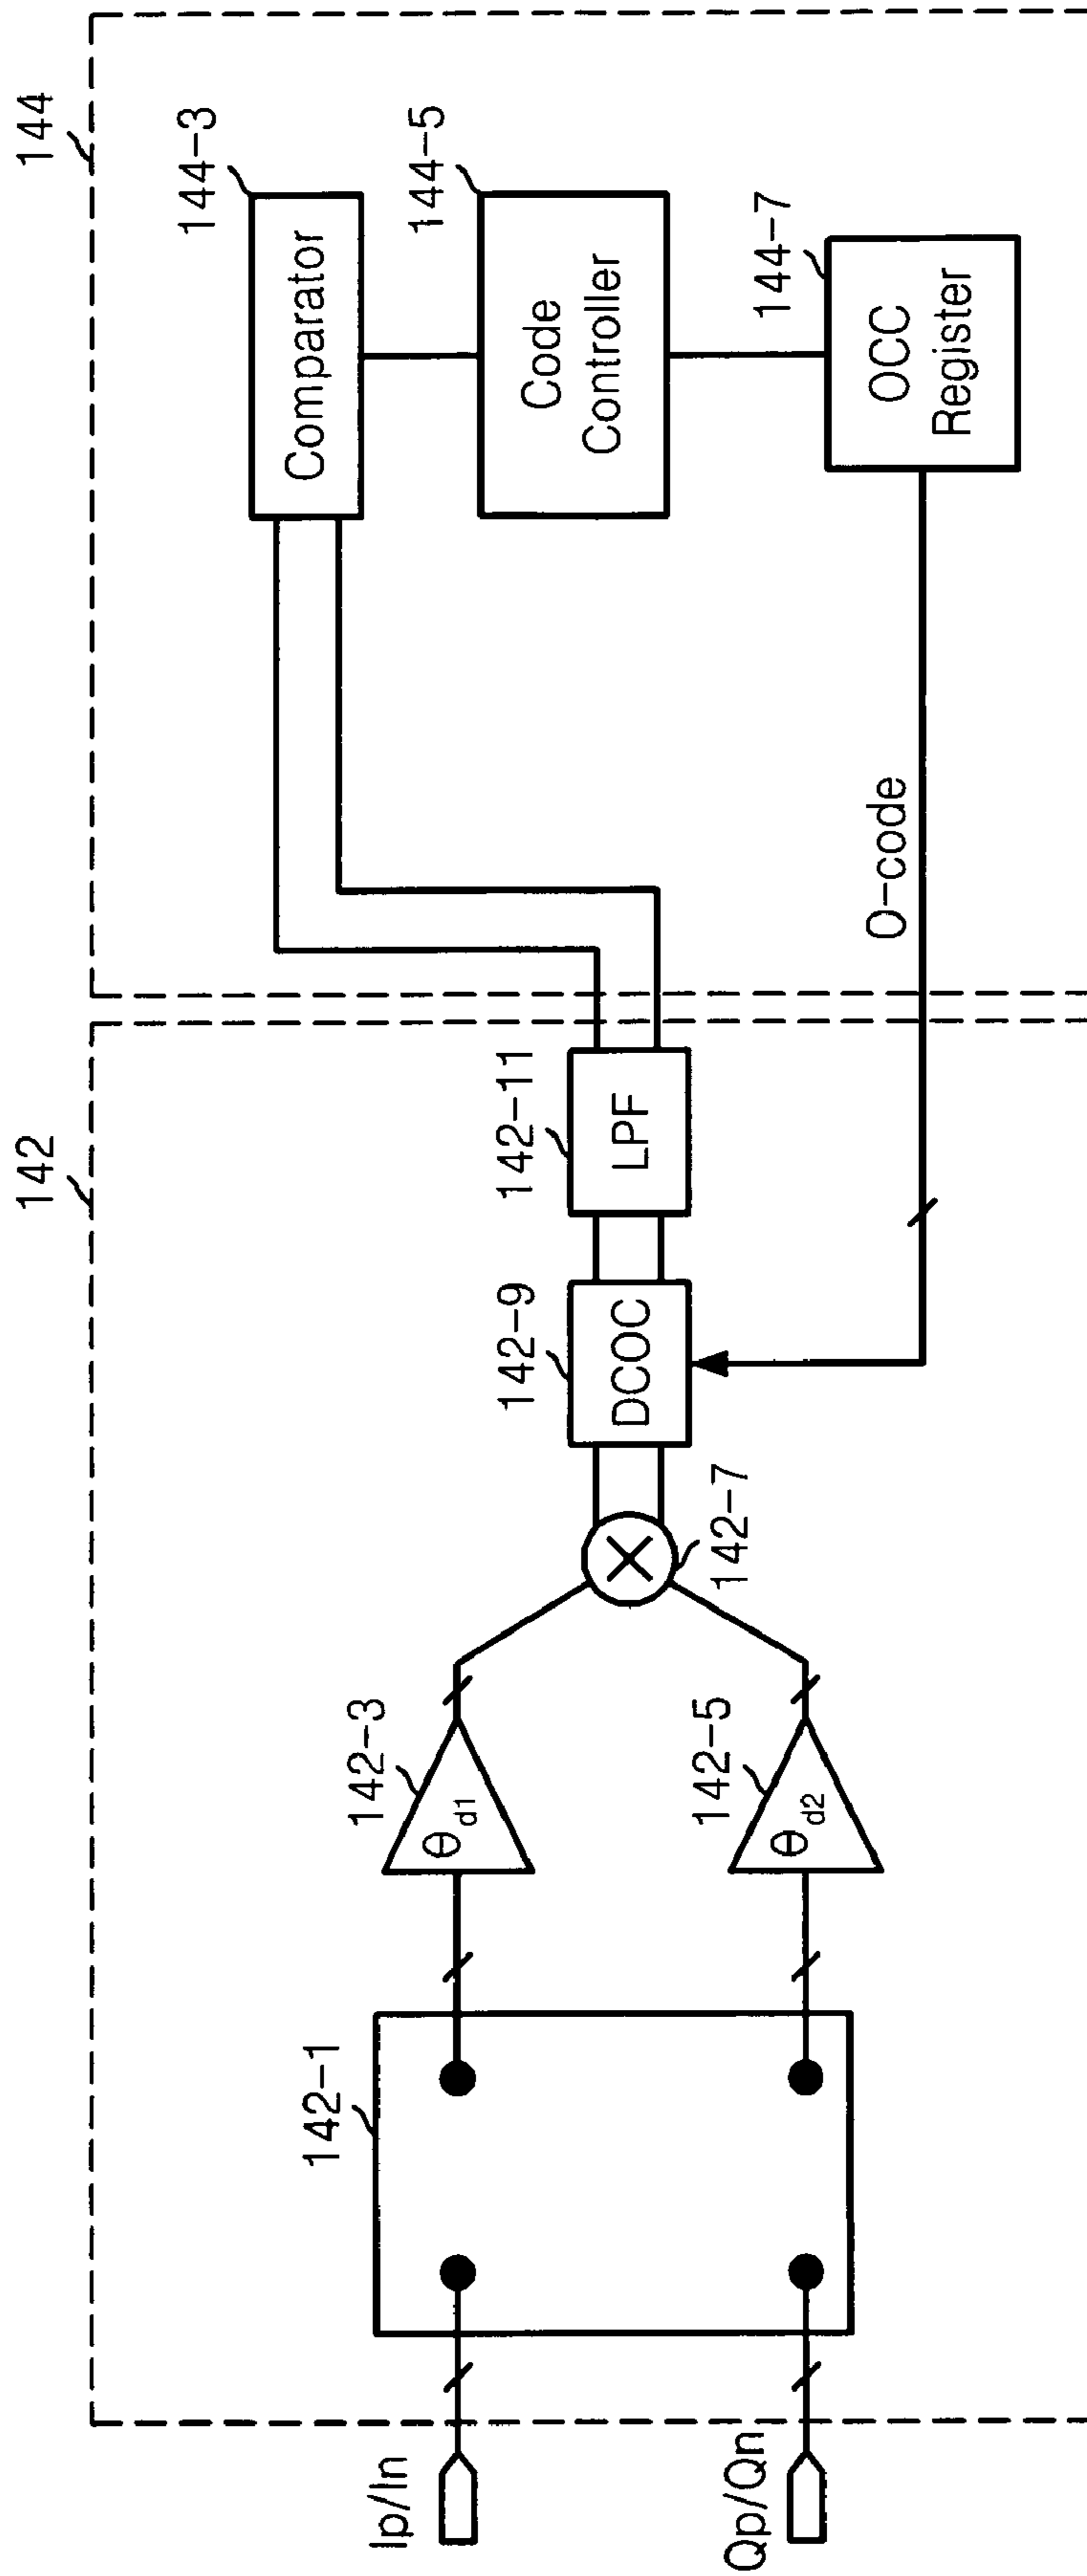 142
144
Ip/In
Qp/Qn
142-1
142-3
θd1
142-5
θd2
142-7
142-9
DCOC
142-11
LPF
144-3
Comparator
144-5
Code
Controller
144-7
OCC
Register
O-code